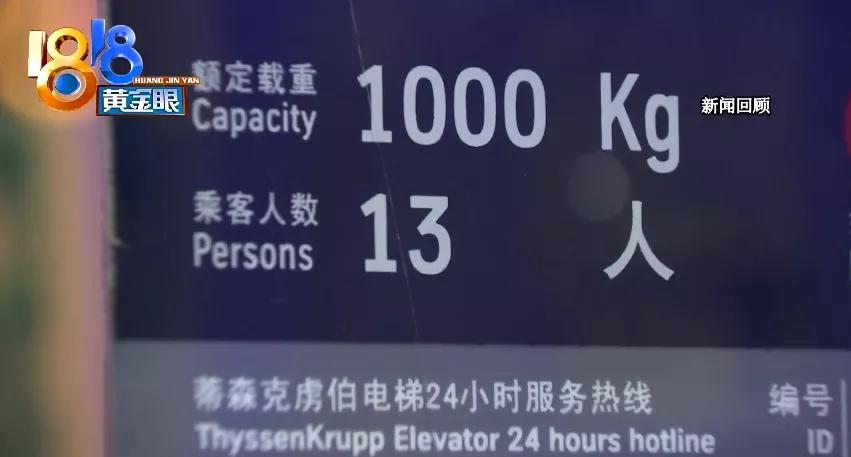 1818
HUANG JIN YAN
黄金眼
新闻回顾
额定载重 1000 Kg
Capacity
乘客人数 13 人
Persons
蒂森克虏伯电梯24小时服务热线
ThyssenKrupp Elevator 24 hours hotline
编号
ID